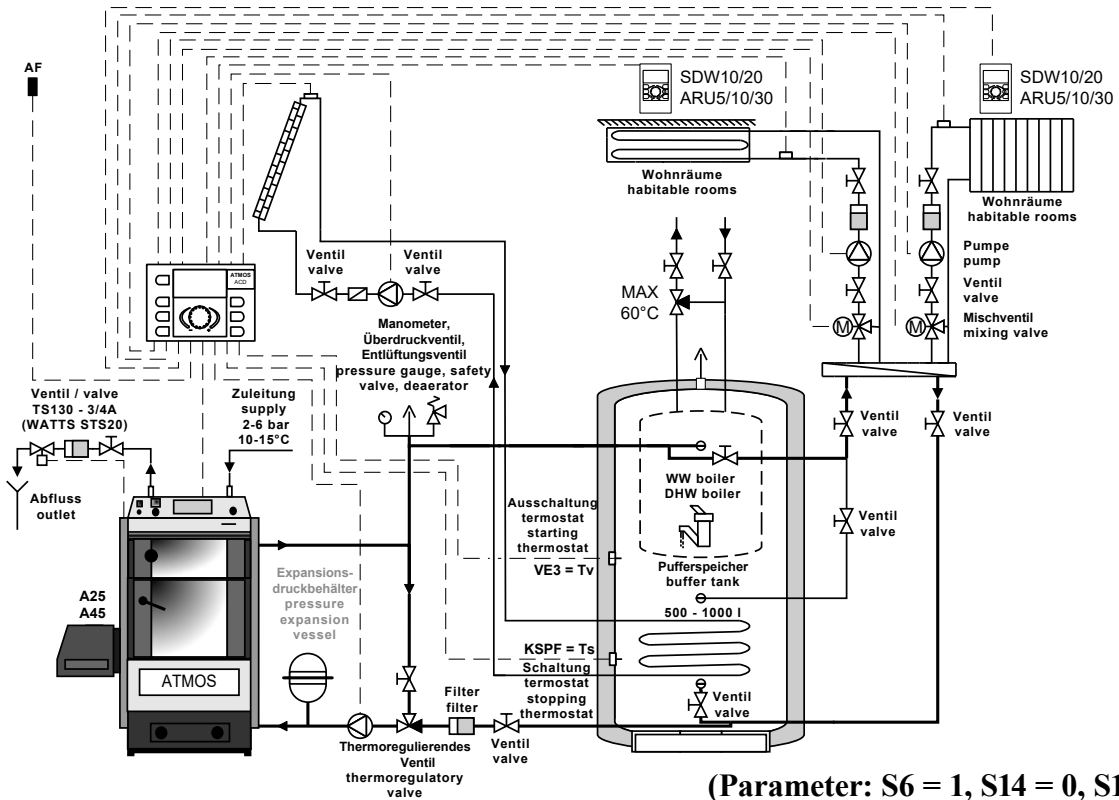 AF
SDW10/20
ARU5/10/30
SDW10/20
ARU5/10/30
Wohnräume
habitable rooms
Wohnräume
habitable rooms
ATMOS
ACD
Ventil
valve
Ventil
valve
MAX
60°C
Pumpe
pump
Ventil
valve
M
M
Mischventil
mixing valve
Manometer,
Überdruckventil,
Entlüftungsventil
pressure gauge, safety
valve, deaerator
Ventil / valve
TS130 - 3/4A
(WATTS STS20)
Zuleitung
supply
2-6 bar
10-15°C
Abfluss
outlet
Ventil
valve
Ventil
valve
WW boiler
DHW boiler
Ausschaltung
termostat
starting
thermostat
VE3 = Tv
Ventil
valve
Pufferspeicher
buffer tank
500 - 1000 l
Expansions-
druckbehälter
pressure
expansion
vessel
A25
A45
ATMOS
KSPF = Ts
Schaltung
termostat
stopping
thermostat
Ventil
valve
Filter
filter
Thermoregulierendes
Ventil
thermoregulatory
valve
Ventil
valve
(Parameter: S6 = 1, S14 = 0, S1